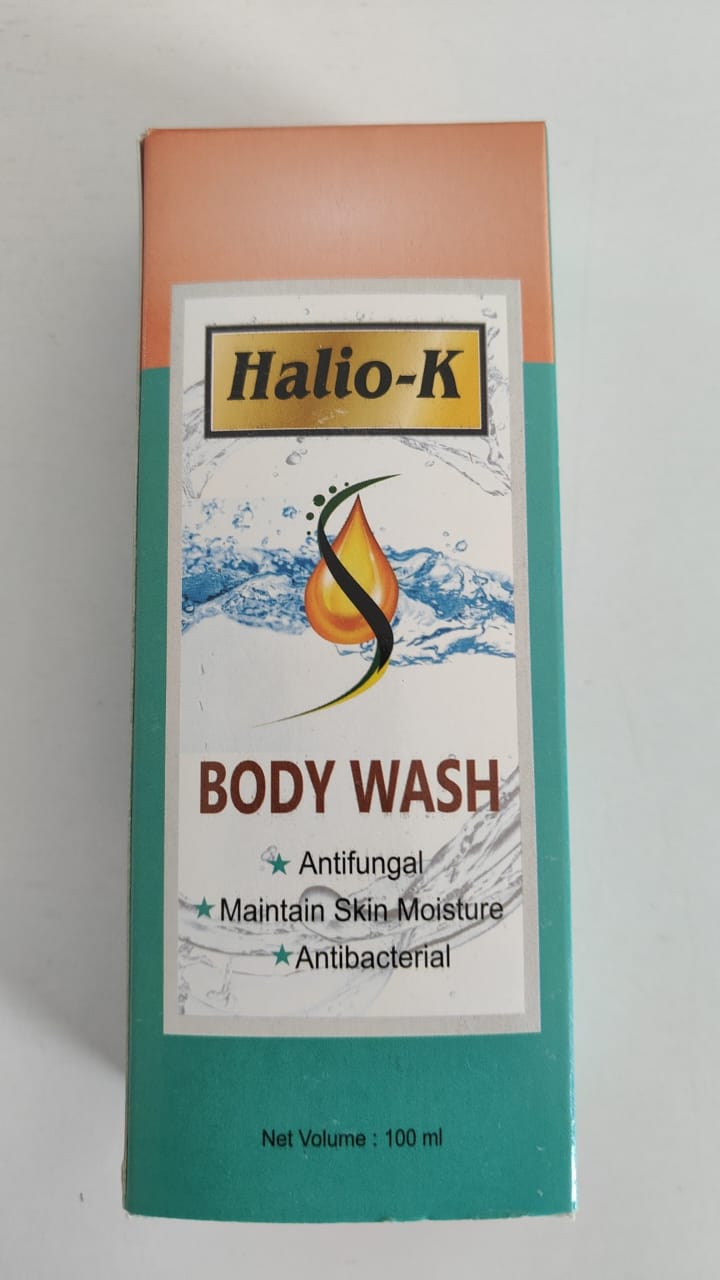 Halio-K
BODY WASH
Antifungal
Maintain Skin Moisture
Antibacterial
Net Volume : 100 ml